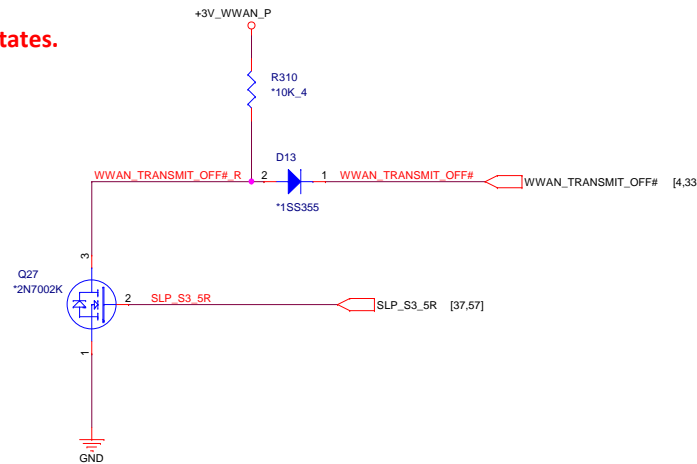 +3V_WWAN_P
tates.
R310
*10K_4
D13
WWAN_TRANSMIT_OFF#_R 2 1 WWAN_TRANSMIT_OFF# WWAN_TRANSMIT_OFF# [4,33
*1SS355
3
Q27
*2N7002K
2 SLP_S3_5R SLP_S3_5R [37,57]
1
GND